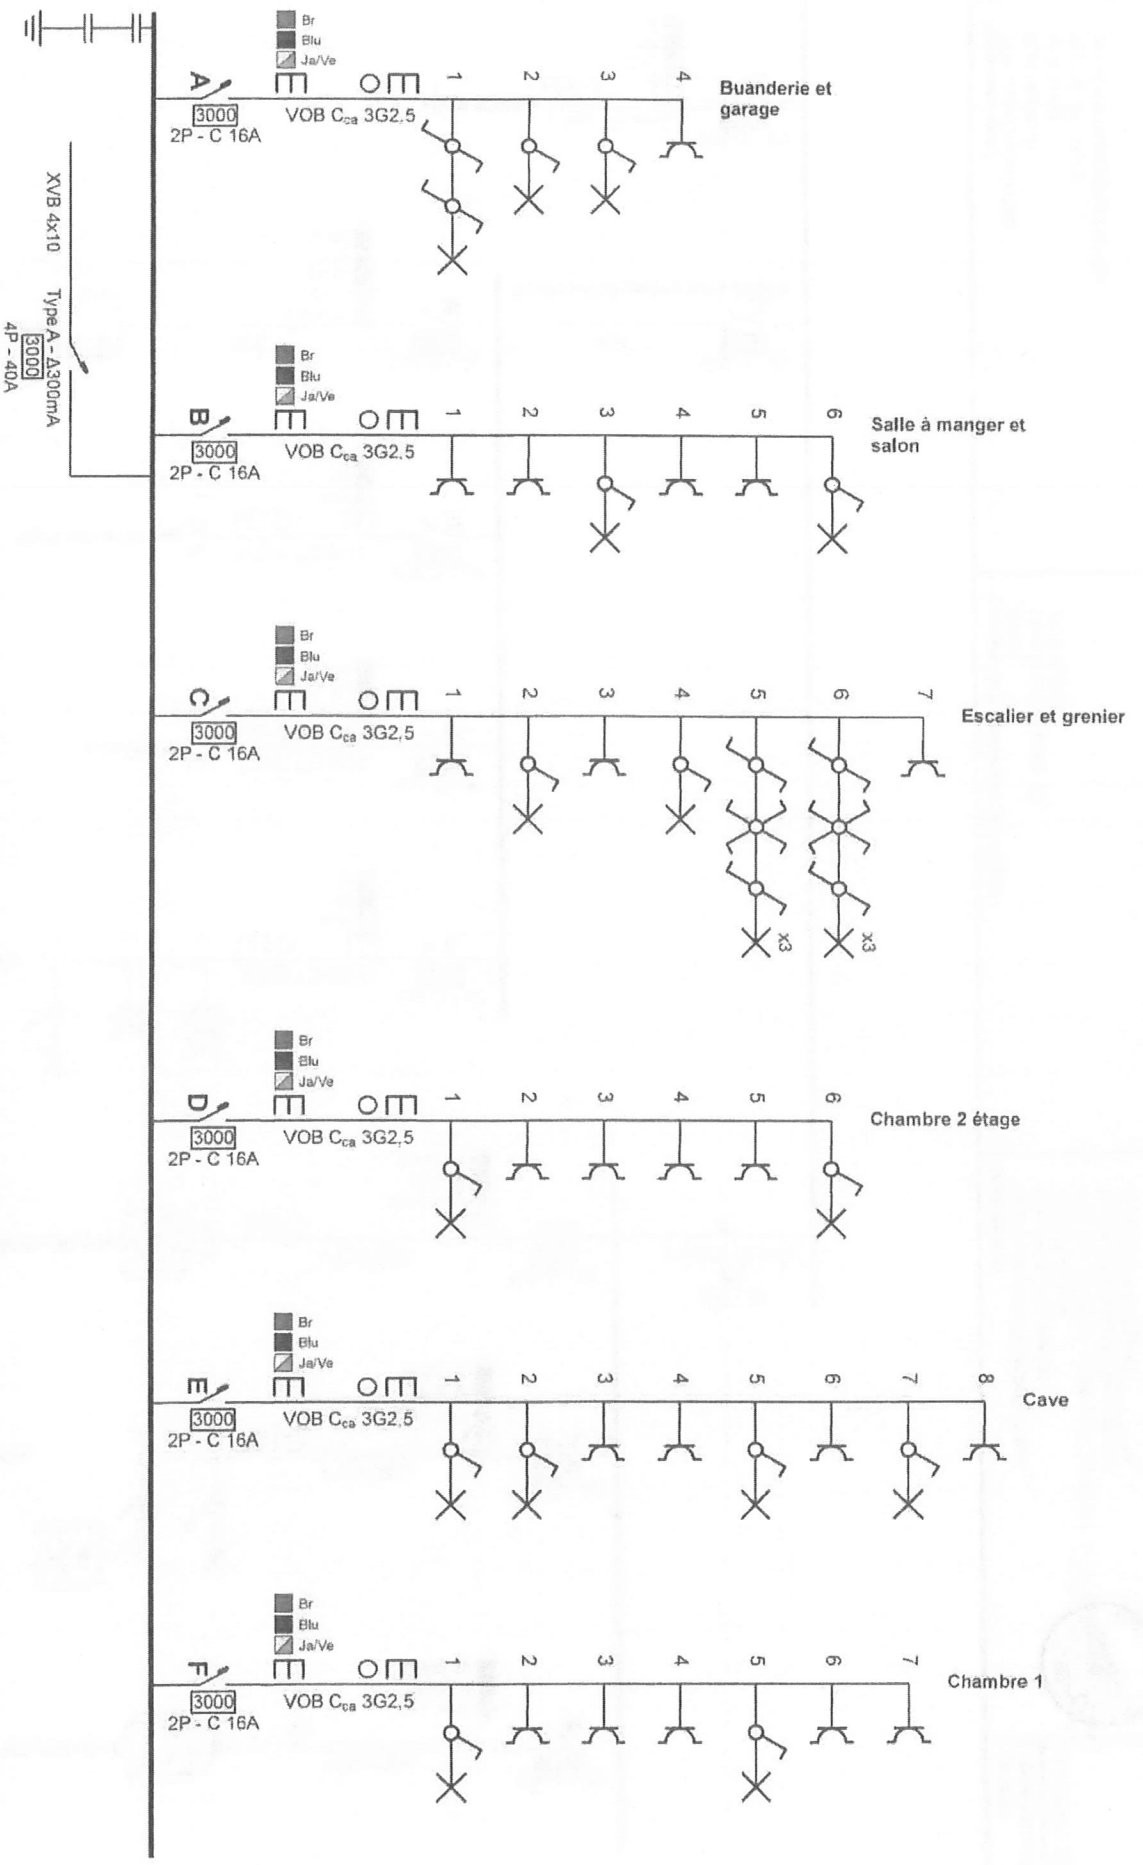 Br
Blu
Ja/Ve
A
3000
2P - C 16A
VOB Cca 3G2,5
1 2 3 4
Buanderie et
garage
XVB 4x10
Type A - Δ300mA
3000
4P - 40A
Br
Blu
Ja/Ve
B
3000
2P - C 16A
VOB Cca 3G2,5
1 2 3 4 5 6
Salle à manger et
salon
Br
Blu
Ja/Ve
C
3000
2P - C 16A
VOB Cca 3G2,5
1 2 3 4 5 6 7
x3 x3
Escalier et grenier
Br
Blu
Ja/Ve
D
3000
2P - C 16A
VOB Cca 3G2,5
1 2 3 4 5 6
Chambre 2 étage
Br
Blu
Ja/Ve
E
3000
2P - C 16A
VOB Cca 3G2,5
1 2 3 4 5 6 7 8
Cave
Br
Blu
Ja/Ve
F
3000
2P - C 16A
VOB Cca 3G2,5
1 2 3 4 5 6 7
Chambre 1